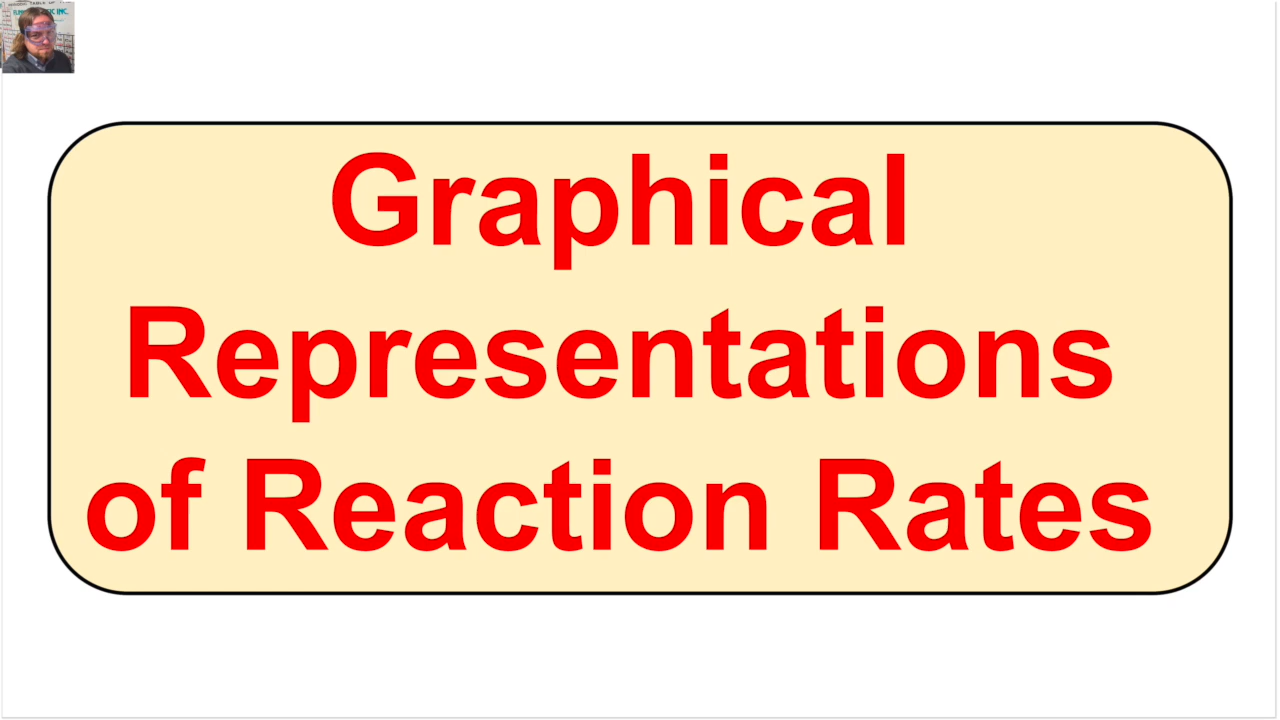 Graphical
Representations
of Reaction Rates